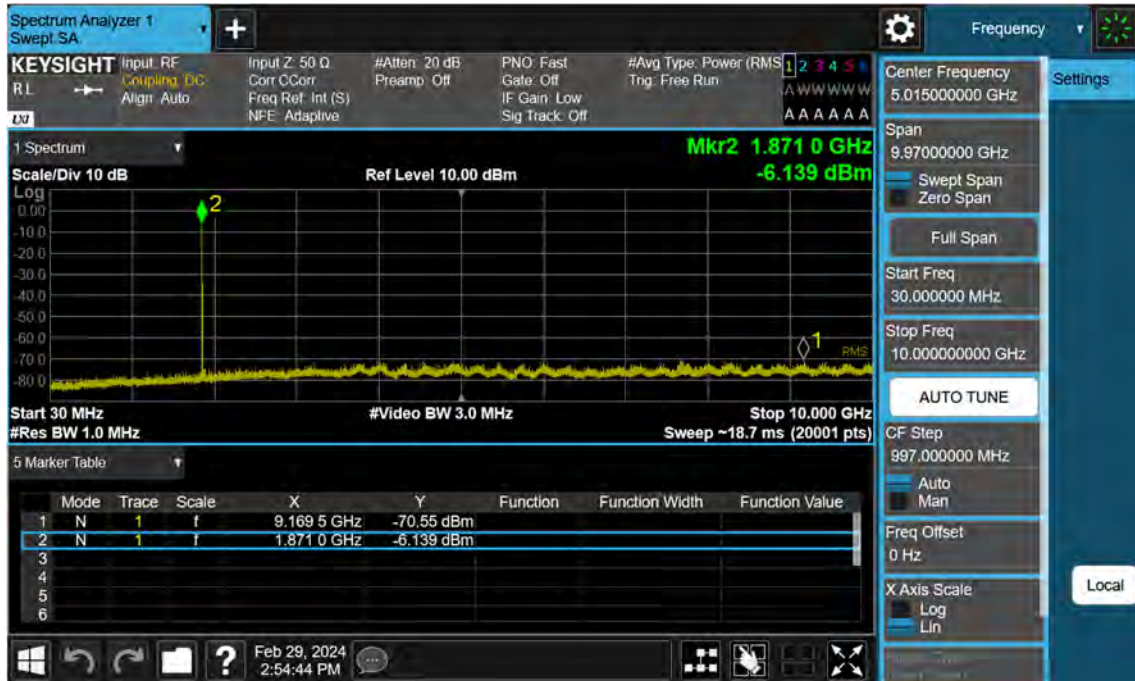 Spectrum Analyzer 1
Swept SA
Frequency
KEYSIGHT
RL
LXI
Input: RF
Coupling: DC
Align: Auto
Input Z: 50 Ω
Corr CCorr
Freq Ref: Int (S)
NFE: Adaptive
#Atten: 20 dB
Preamp: Off
PNO: Fast
Gate: Off
IF Gain: Low
Sig Track: Off
#Avg Type: Power (RMS
Trig: Free Run
1 2 3 4 5 6
A W W W W W
A A A A A A
1 Spectrum
Scale/Div 10 dB
Ref Level 10.00 dBm
Mkr2 1.871 0 GHz
-6.139 dBm
Log
0.00
-10.0
-20.0
-30.0
-40.0
-50.0
-60.0
-70.0
-80.0
2
1
RMS
Start 30 MHz
#Video BW 3.0 MHz
Stop 10.000 GHz
#Res BW 1.0 MHz
Sweep ~18.7 ms (20001 pts)
5 Marker Table
Mode Trace Scale X Y Function Function Width Function Value
1 N 1 f 9.169 5 GHz -70.55 dBm
2 N 1 f 1.871 0 GHz -6.139 dBm
3
4
5
6
Feb 29, 2024
2:54:44 PM
Center Frequency
5.015000000 GHz
Span
9.97000000 GHz
Swept Span
Zero Span
Full Span
Start Freq
30.000000 MHz
Stop Freq
10.000000000 GHz
AUTO TUNE
CF Step
997.000000 MHz
Auto
Man
Freq Offset
0 Hz
X Axis Scale
Log
Lin
Settings
Local